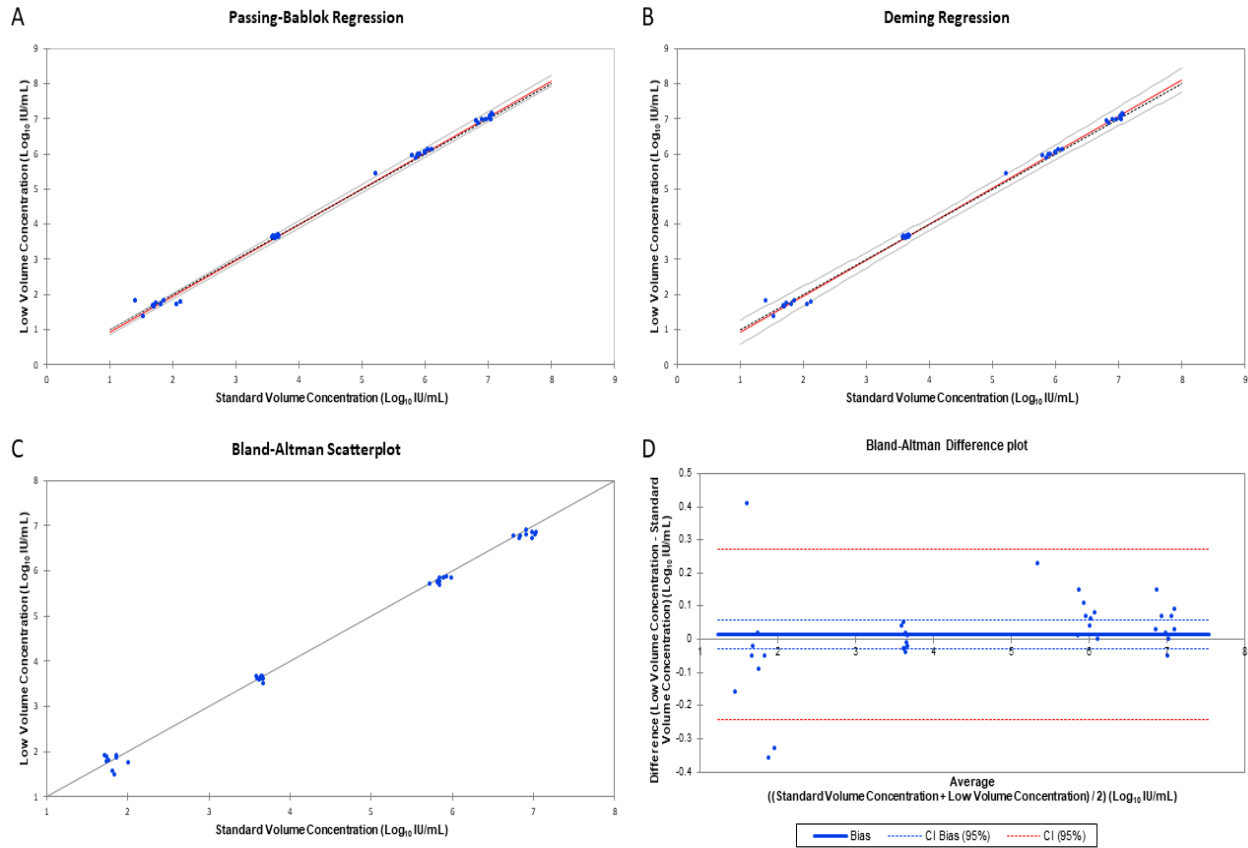 A
Passing-Bablok Regression
Low Volume Concentration (Log₁₀ IU/mL)
9
8
7
6
5
4
3
2
1
0
0 1 2 3 4 5 6 7 8 9
Standard Volume Concentration (Log₁₀ IU/mL)
B
Deming Regression
Low Volume Concentration (Log₁₀ IU/mL)
9
8
7
6
5
4
3
2
1
0
0 1 2 3 4 5 6 7 8 9
Standard Volume Concentration (Log₁₀ IU/mL)
C
Bland-Altman Scatterplot
Low Volume Concentration (Log₁₀ IU/mL)
8
7
6
5
4
3
2
1
1 2 3 4 5 6 7 8
Standard Volume Concentration (Log₁₀ IU/mL)
D
Bland-Altman Difference plot
Difference (Low Volume Concentration - Standard
Volume Concentration) (Log₁₀ IU/mL)
0.5
0.4
0.3
0.2
0.1
0
-0.1
-0.2
-0.3
-0.4
1 2 3 4 5 6 7 8
Average
((Standard Volume Concentration + Low Volume Concentration) / 2) (Log₁₀ IU/mL)
Bias CI Bias (95%) CI (95%)